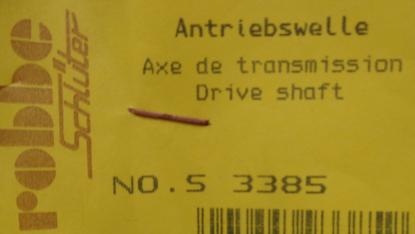 robbe
Schlüter
Antriebswelle
Axe de transmission
Drive shaft
NO.S 3385